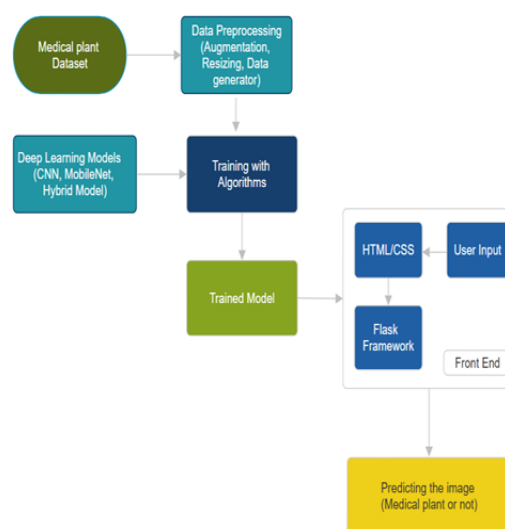 Medical plant
Dataset
Data Preprocessing
(Augmentation,
Resizing, Data
generator)
Deep Learning Models
(CNN, MobileNet,
Hybrid Model)
Training with
Algorithms
Trained Model
HTML/CSS
User Input
Flask
Framework
Front End
Predicting the image
(Medical plant or not)